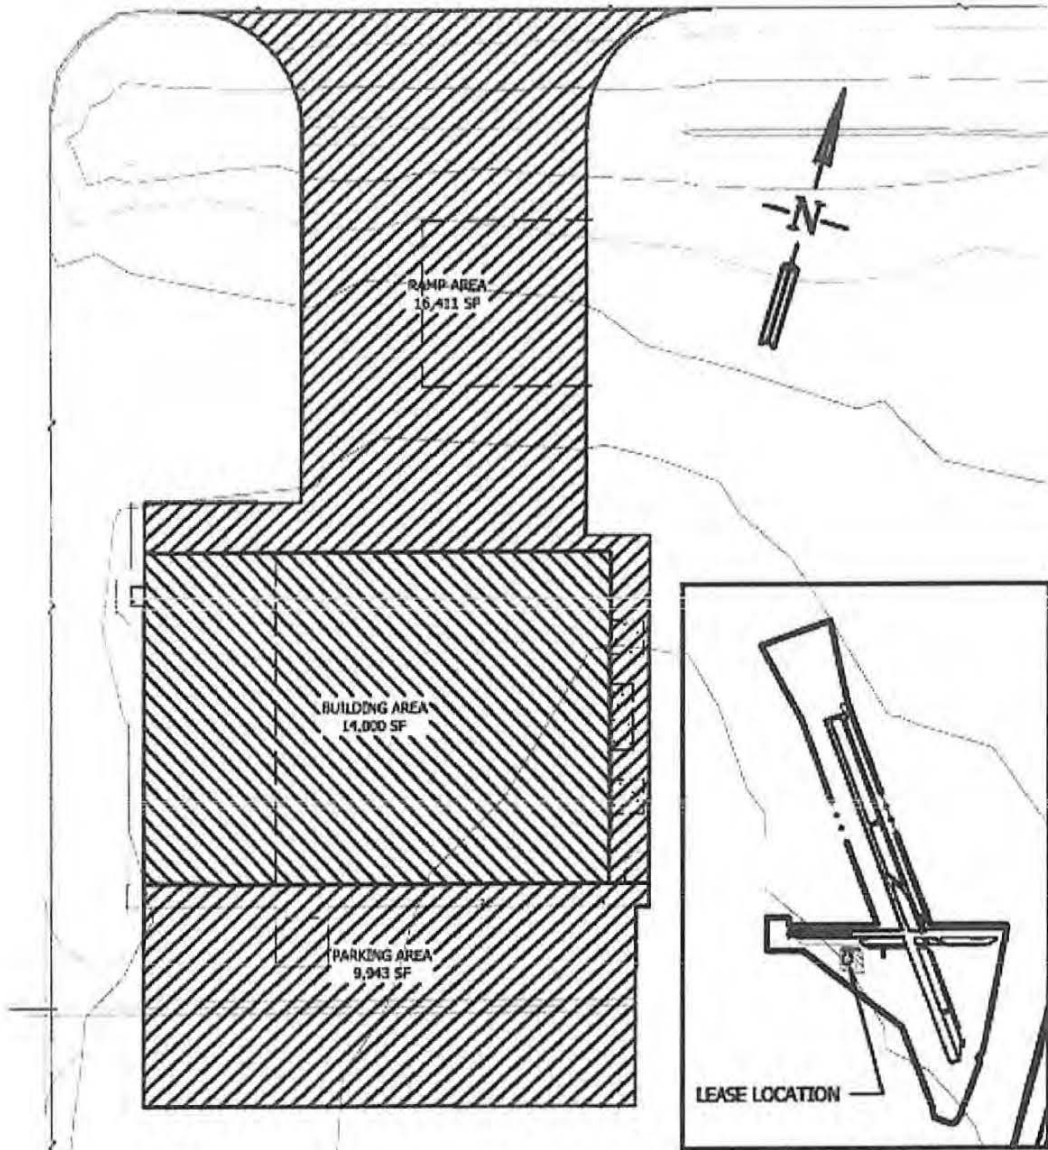 N
RAMP AREA
16,411 SF
BUILDING AREA
14,000 SF
PARKING AREA
9,943 SF
LEASE LOCATION